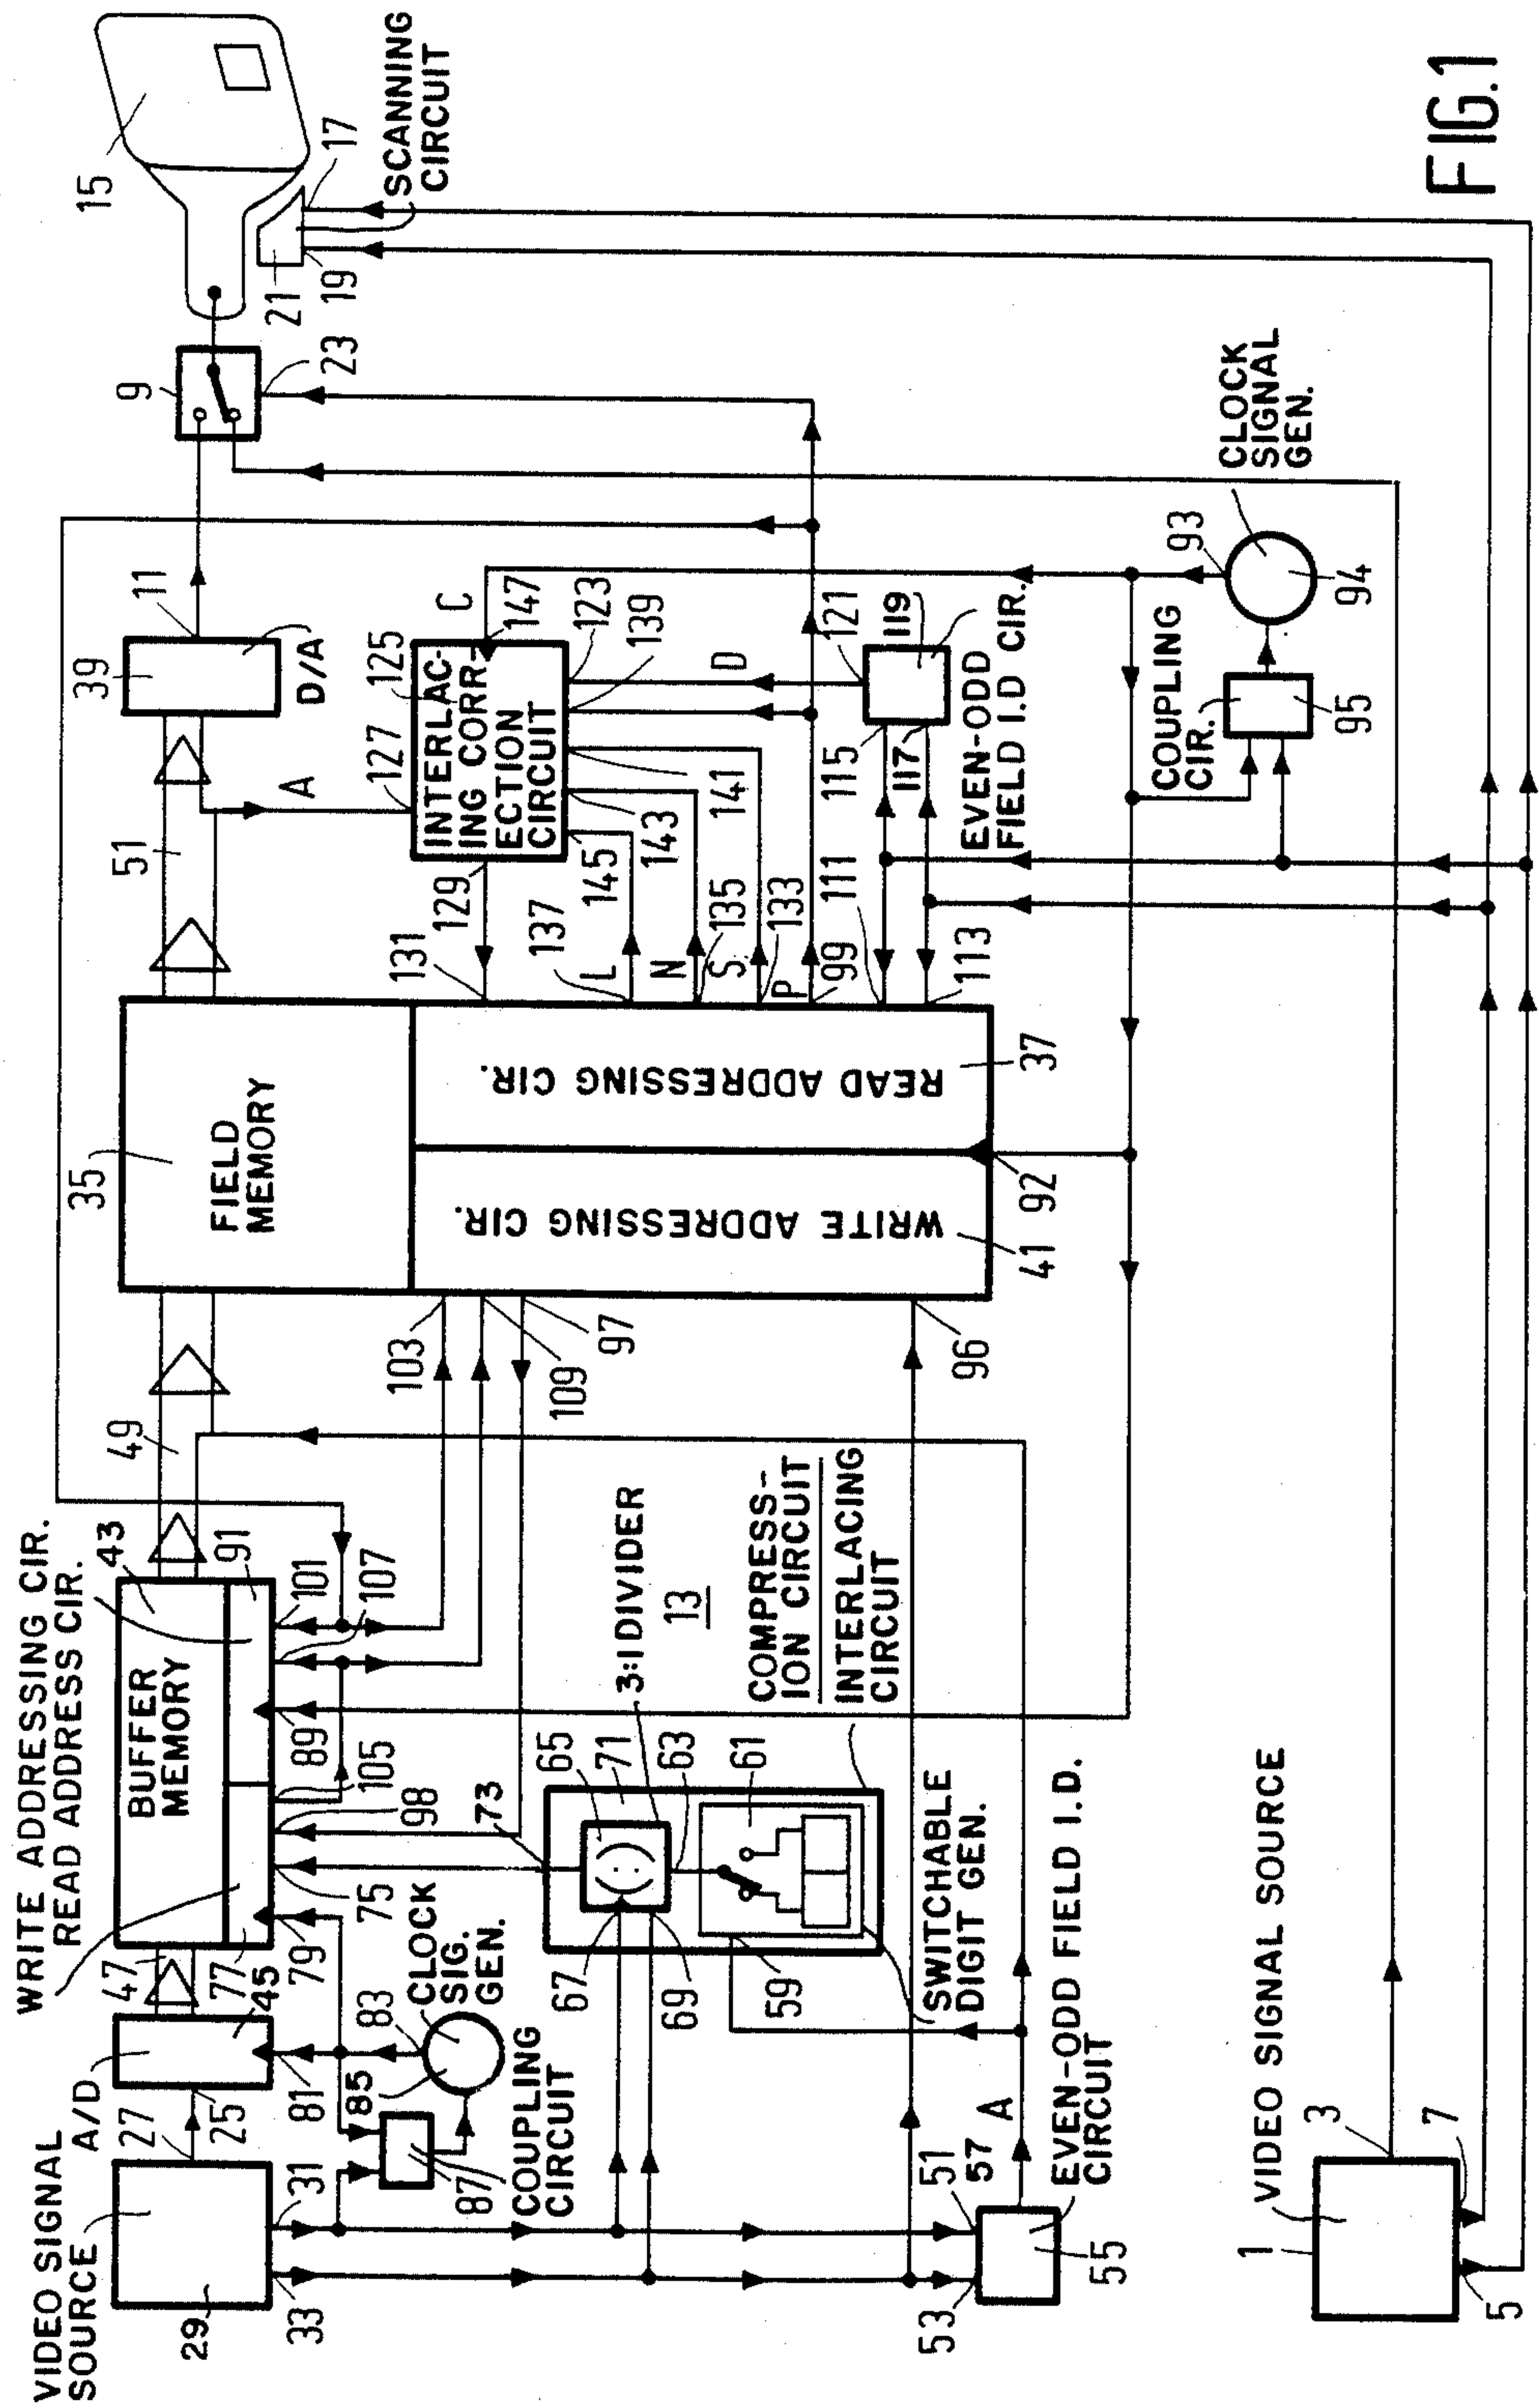 VIDEO SIGNAL
SOURCE
29
33
31
27
A/D
25
81
85
83
87
COUPLING
CIRCUIT
CLOCK
SIG.
GEN.
45
47
77
79
75
WRITE ADDRESSING CIR.
READ ADDRESS CIR.
BUFFER
MEMORY
43
91
98
105
89
107
101
73
65
71
63
61
67
69
59
3:1 DIVIDER
13
COMPRESS-
ION CIRCUIT
INTERLACING
CIRCUIT
SWITCHABLE
DIGIT GEN.
53
51
57
A
55
EVEN-ODD FIELD I.D.
CIRCUIT
49
35
FIELD
MEMORY
103
109
97
96
WRITE ADDRESSING CIR.
41
92
READ ADDRESSING CIR.
37
51
A
39
D/A
11
9
23
15
21
19
17
SCANNING
CIRCUIT
127
125
INTERLAC-
ING CORR-
ECTION
CIRCUIT
C
147
123
139
141
143
145
129
131
137
L
N
135
S
133
P
99
111
113
D
121
119
115
117
EVEN-ODD
FIELD I.D CIR.
COUPLING
CIR.
95
93
94
CLOCK
SIGNAL
GEN.
1
VIDEO SIGNAL SOURCE
3
5
7
FIG.1